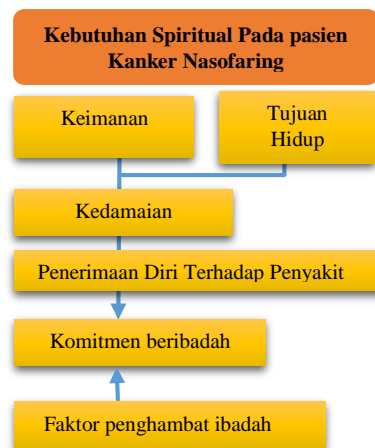 Kebutuhan Spiritual Pada pasien
Kanker Nasofaring
Keimanan
Tujuan
Hidup
Kedamaian
Penerimaan Diri Terhadap Penyakit
Komitmen beribadah
Faktor penghambat ibadah